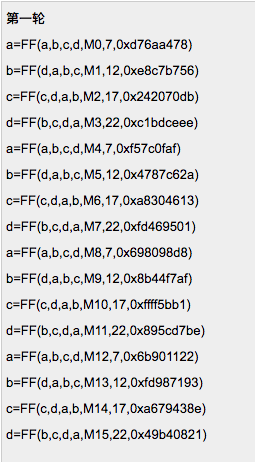 第一轮
a=FF(a,b,c,d,M0,7,0xd76aa478)
b=FF(d,a,b,c,M1,12,0xe8c7b756)
c=FF(c,d,a,b,M2,17,0x242070db)
d=FF(b,c,d,a,M3,22,0xc1bdceee)
a=FF(a,b,c,d,M4,7,0xf57c0faf)
b=FF(d,a,b,c,M5,12,0x4787c62a)
c=FF(c,d,a,b,M6,17,0xa8304613)
d=FF(b,c,d,a,M7,22,0xfd469501)
a=FF(a,b,c,d,M8,7,0x698098d8)
b=FF(d,a,b,c,M9,12,0x8b44f7af)
c=FF(c,d,a,b,M10,17,0xffff5bb1)
d=FF(b,c,d,a,M11,22,0x895cd7be)
a=FF(a,b,c,d,M12,7,0x6b901122)
b=FF(d,a,b,c,M13,12,0xfd987193)
c=FF(c,d,a,b,M14,17,0xa679438e)
d=FF(b,c,d,a,M15,22,0x49b40821)